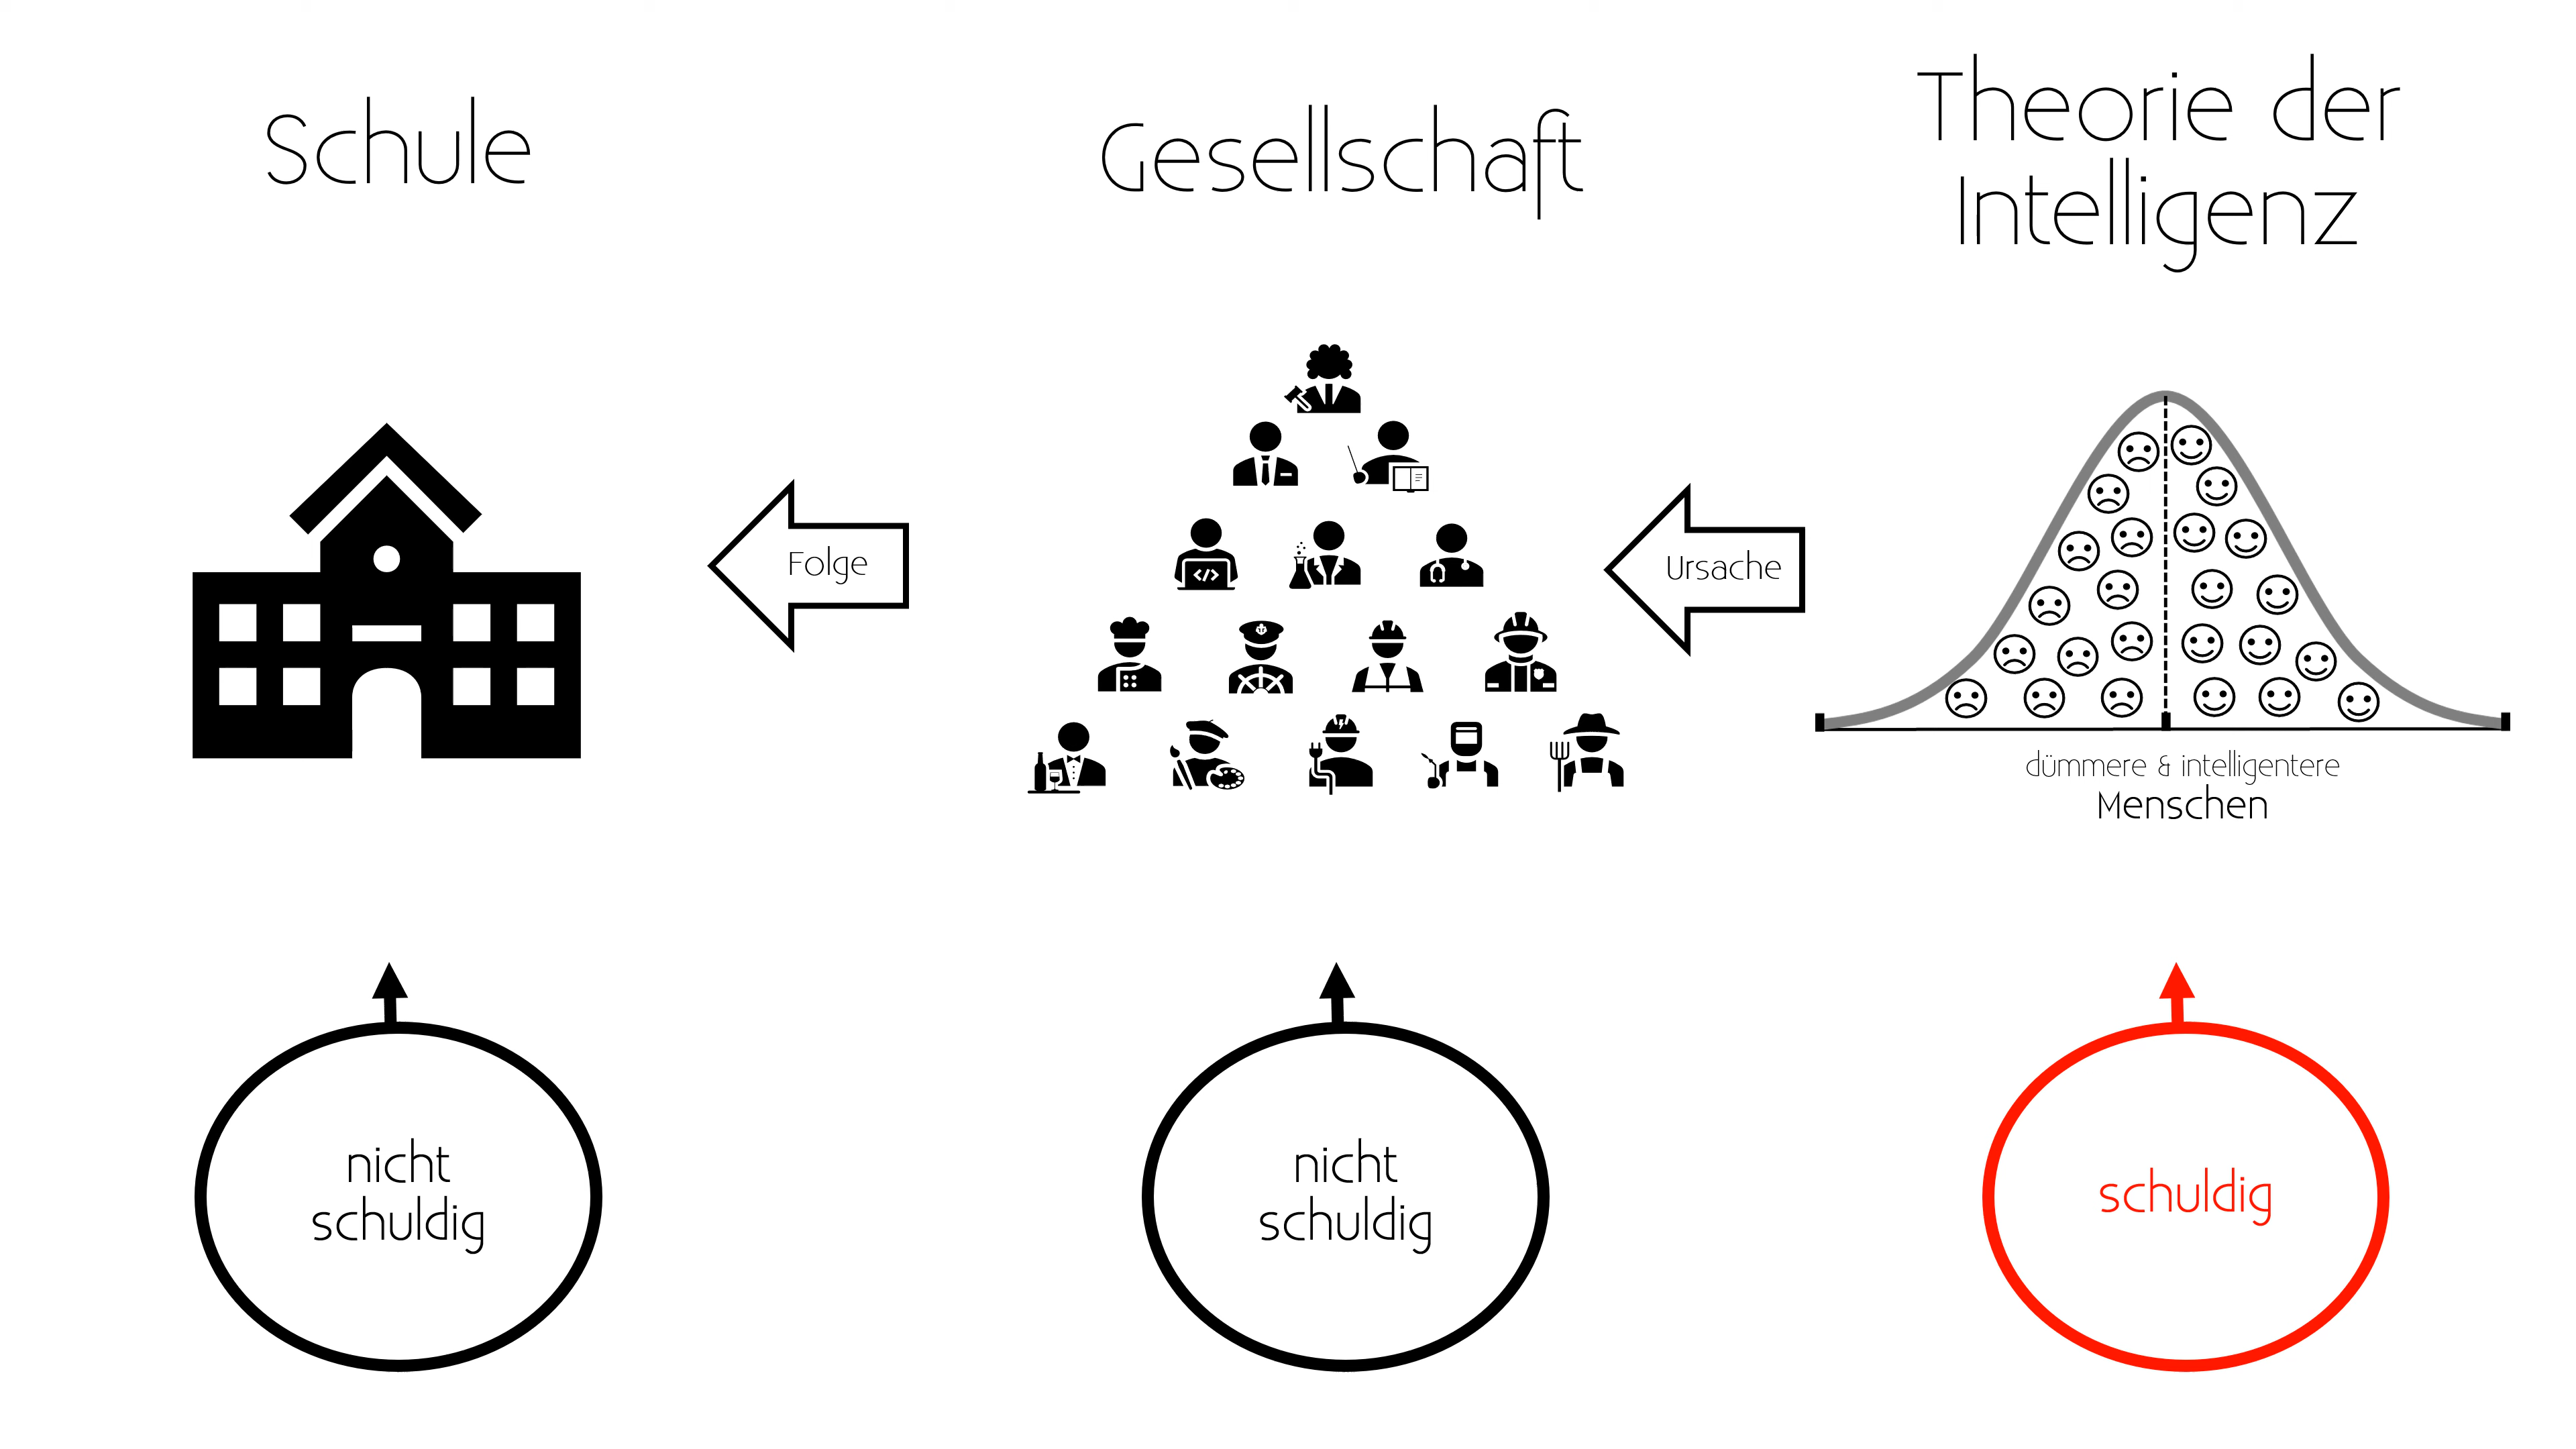 Schule
Gesellschaft
Theorie der
Intelligenz
Folge
Ursache
dümmere & intelligentere
Menschen
nicht
schuldig
nicht
schuldig
schuldig